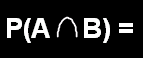 P(A ∩ B) =